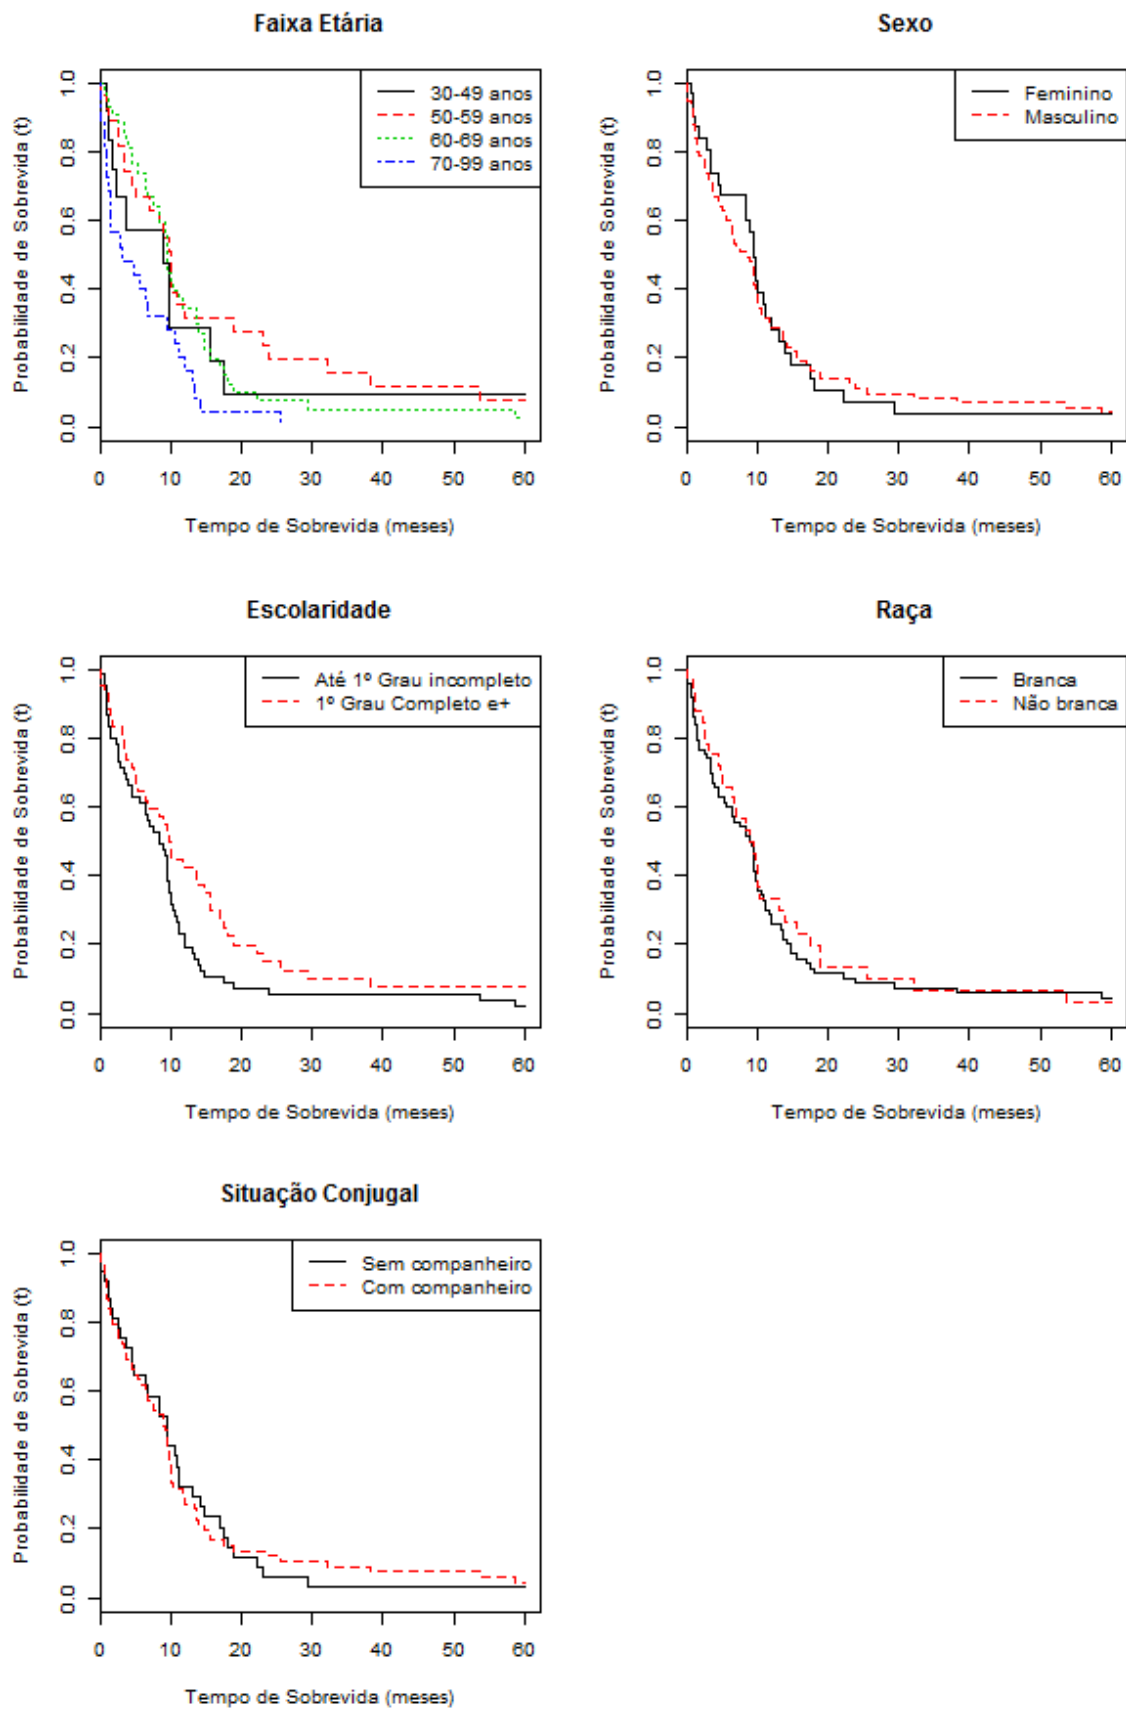 Faixa Etária
Probabilidade de Sobrevida (t)
1.0
0.8
0.6
0.4
0.2
0.0
30-49 anos
50-59 anos
60-69 anos
70-99 anos
0 10 20 30 40 50 60
Tempo de Sobrevida (meses)
Sexo
Probabilidade de Sobrevida (t)
1.0
0.8
0.6
0.4
0.2
0.0
Feminino
Masculino
0 10 20 30 40 50 60
Tempo de Sobrevida (meses)
Escolaridade
Probabilidade de Sobrevida (t)
1.0
0.8
0.6
0.4
0.2
0.0
Até 1º Grau incompleto
1º Grau Completo e+
0 10 20 30 40 50 60
Tempo de Sobrevida (meses)
Raça
Probabilidade de Sobrevida (t)
1.0
0.8
0.6
0.4
0.2
0.0
Branca
Não branca
0 10 20 30 40 50 60
Tempo de Sobrevida (meses)
Situação Conjugal
Probabilidade de Sobrevida (t)
1.0
0.8
0.6
0.4
0.2
0.0
Sem companheiro
Com companheiro
0 10 20 30 40 50 60
Tempo de Sobrevida (meses)